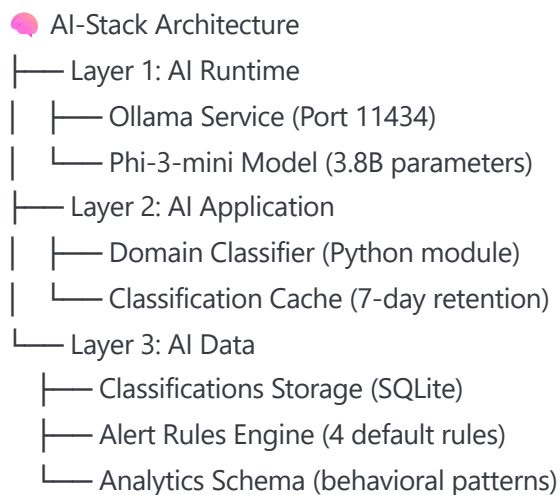 🧠 AI-Stack Architecture
├── Layer 1: AI Runtime
│   ├── Ollama Service (Port 11434)
│   └── Phi-3-mini Model (3.8B parameters)
├── Layer 2: AI Application
│   ├── Domain Classifier (Python module)
│   └── Classification Cache (7-day retention)
└── Layer 3: AI Data
    ├── Classifications Storage (SQLite)
    ├── Alert Rules Engine (4 default rules)
    └── Analytics Schema (behavioral patterns)